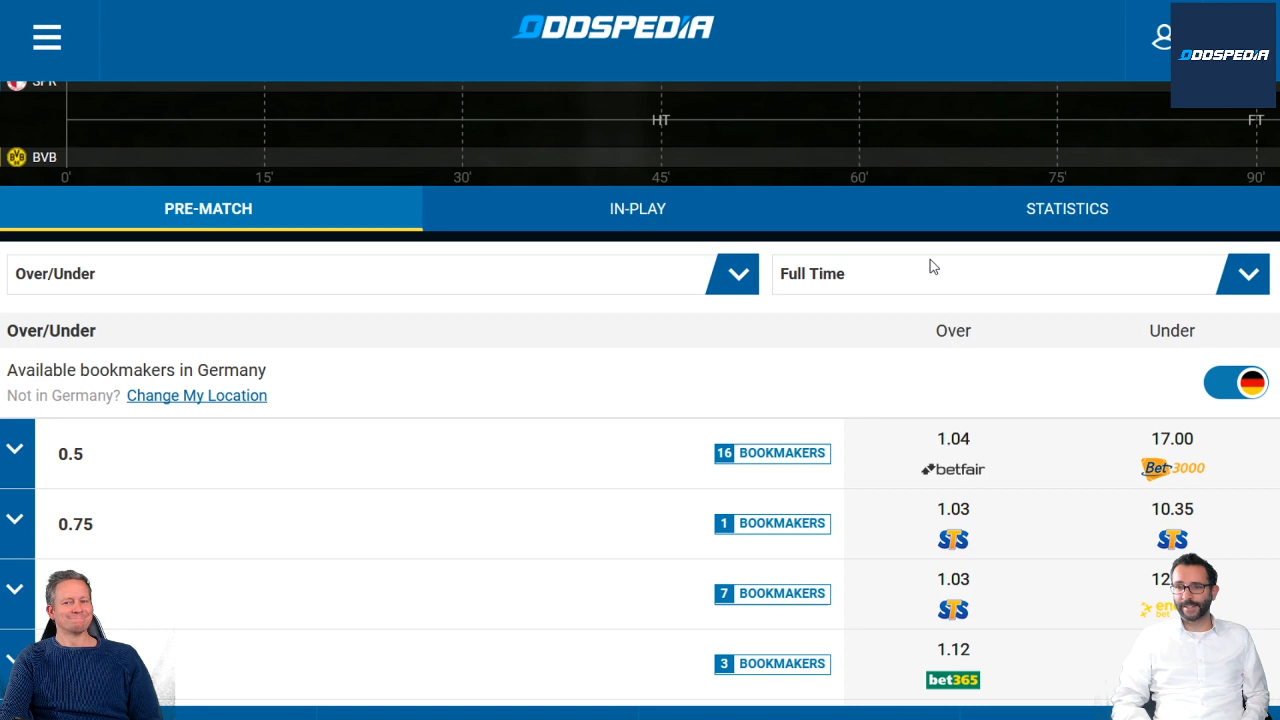 ODDSPEDIA
ODDSPEDIA
SPR
HT
FT
BVB
0' 15' 30' 45' 60' 75' 90'
PRE-MATCH IN-PLAY STATISTICS
Over/Under Full Time
Over/Under Over Under
Available bookmakers in Germany
Not in Germany? Change My Location
0.5 16 BOOKMAKERS 1.04 17.00
betfair Bet3000
0.75 1 BOOKMAKERS 1.03 10.35
STS STS
7 BOOKMAKERS 1.03 12
STS bet
3 BOOKMAKERS 1.12
bet365